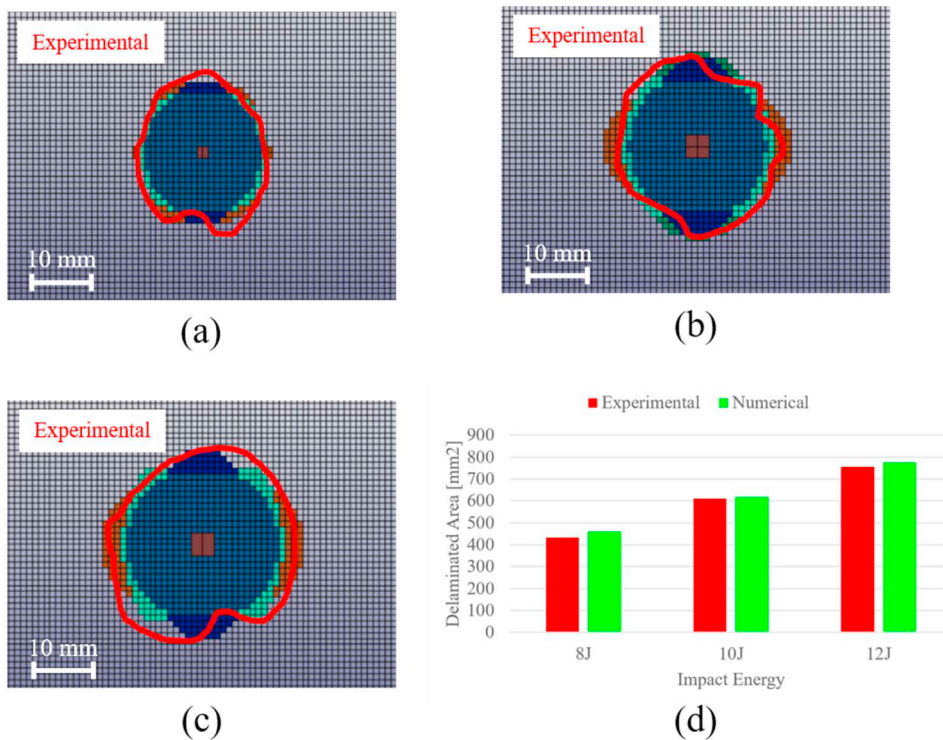 Experimental
10 mm
(a)
Experimental
10 mm
(b)
Experimental
10 mm
(c)
Experimental Numerical
Delaminated Area [mm2]
900
800
700
600
500
400
300
200
100
0
8J 10J 12J
Impact Energy
(d)